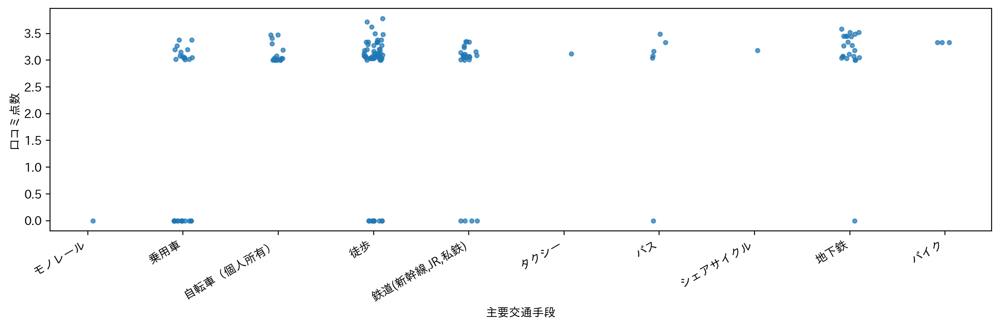 口コミ点数
3.5
3.0
2.5
2.0
1.5
1.0
0.5
0.0
モノレール
乗用車
自転車（個人所有）
徒歩
鉄道(新幹線,JR,私鉄)
タクシー
バス
シェアサイクル
地下鉄
バイク
主要交通手段